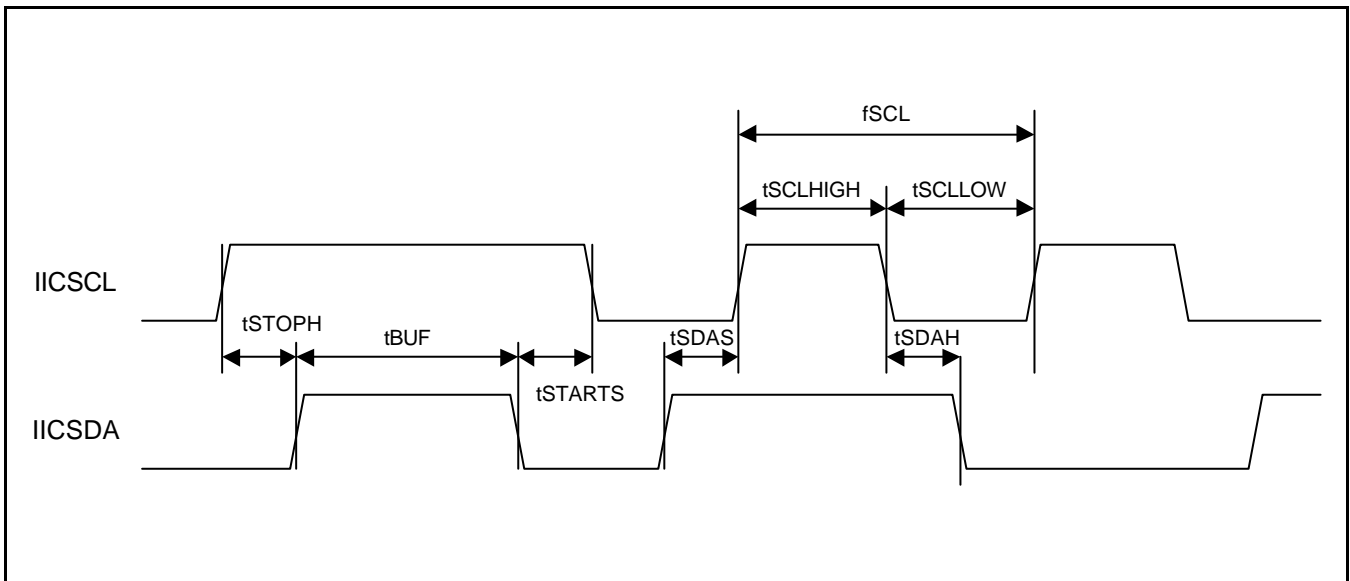 fSCL
tSCLHIGH
tSCLLOW
IICSCL
tSTOPH
tBUF
tSTARTS
tSDAS
tSDAH
IICSDA